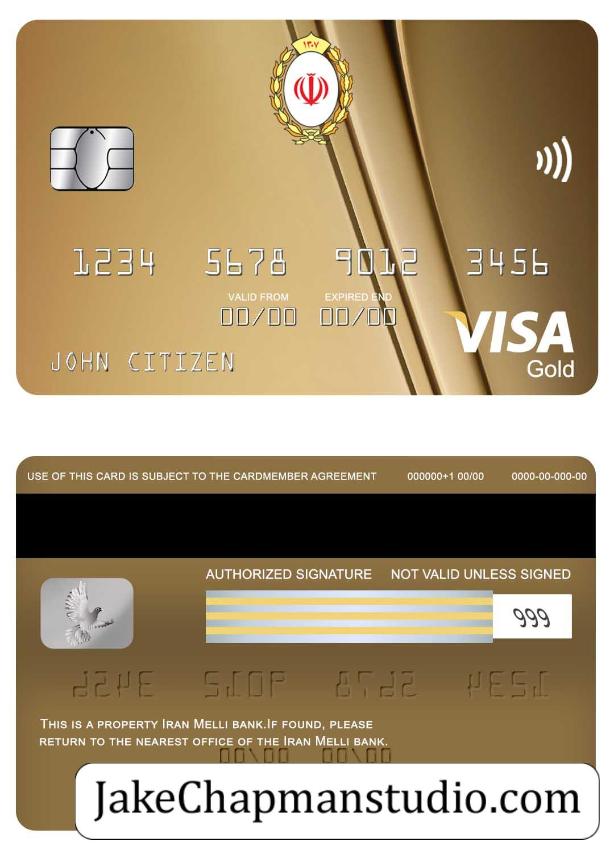 ۱۳۰۷
1234 5678 9012 3456
VALID FROM EXPIRED END
00/00 00/00
VISA
JOHN CITIZEN
Gold
USE OF THIS CARD IS SUBJECT TO THE CARDMEMBER AGREEMENT 000000+1 00/00 0000-00-000-00
AUTHORIZED SIGNATURE NOT VALID UNLESS SIGNED
999
1234 5678 9012 3456
THIS IS A PROPERTY IRAN MELLI BANK.IF FOUND, PLEASE
RETURN TO THE NEAREST OFFICE OF THE IRAN MELLI BANK.
00/00 00/00
JakeChapmanstudio.com